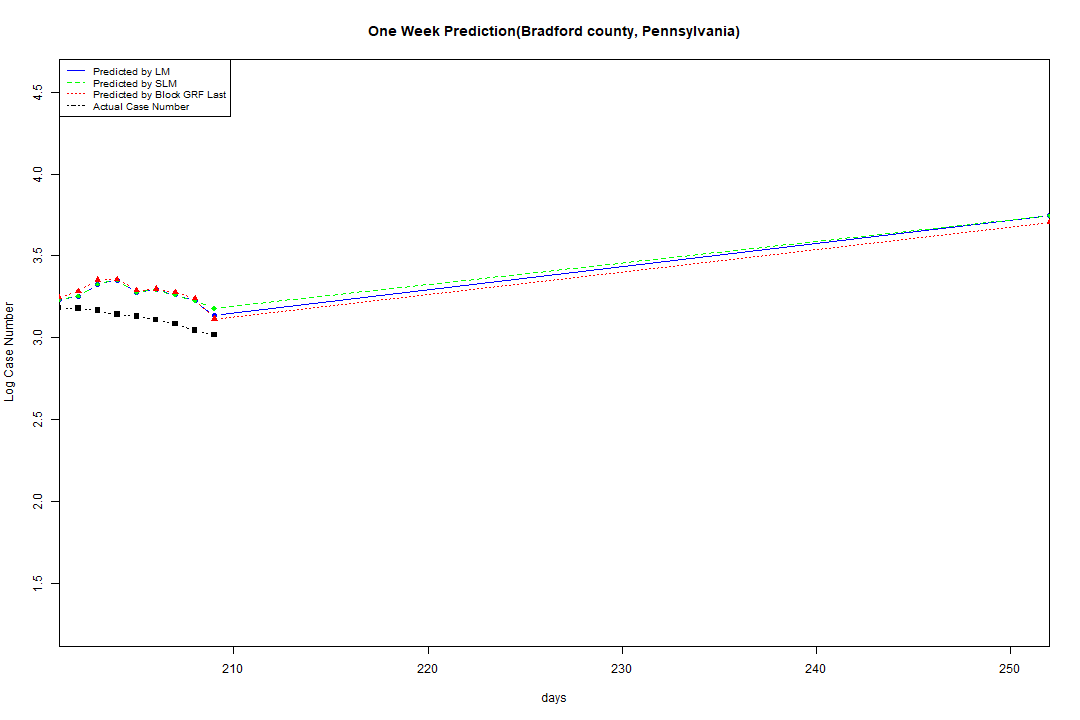 One Week Prediction(Bradford county, Pennsylvania)
Predicted by LM
Predicted by SLM
Predicted by Block GRF Last
Actual Case Number
4.5
4.0
3.5
3.0
2.5
2.0
1.5
Log Case Number
210
220
230
240
250
days